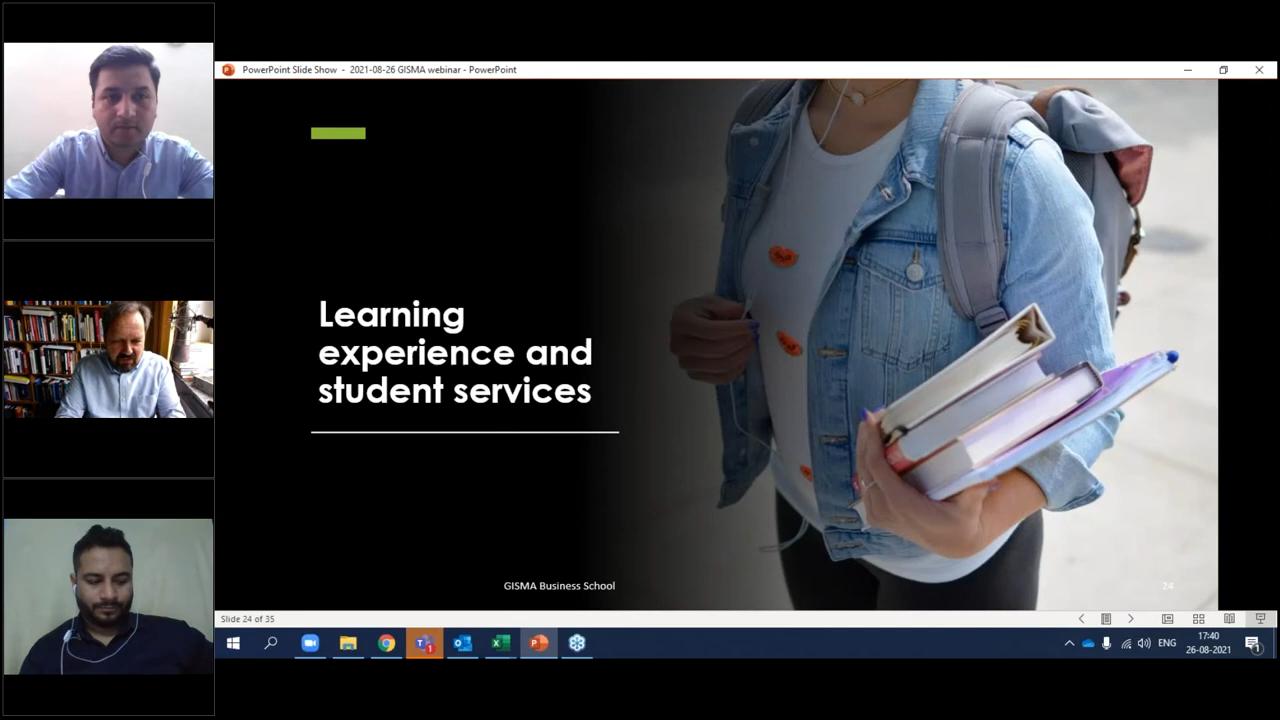 PowerPoint Slide Show - 2021-08-26 GISMA webinar - PowerPoint
Learning
experience and
student services
GISMA Business School
24
Slide 24 of 35
ENG
17:40
26-08-2021